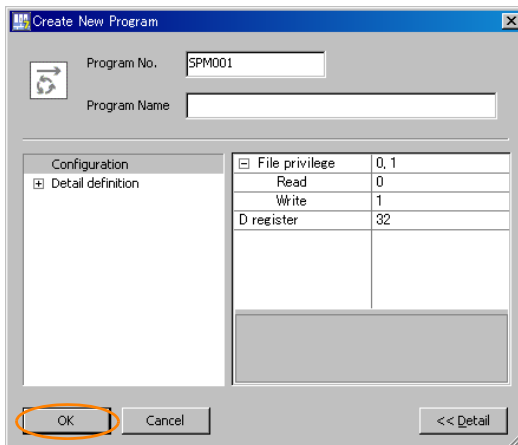 Create New Program
Program No. SPM001
Program Name
Configuration
Detail definition
File privilege 0, 1
Read 0
Write 1
D register 32
OK Cancel << Detail